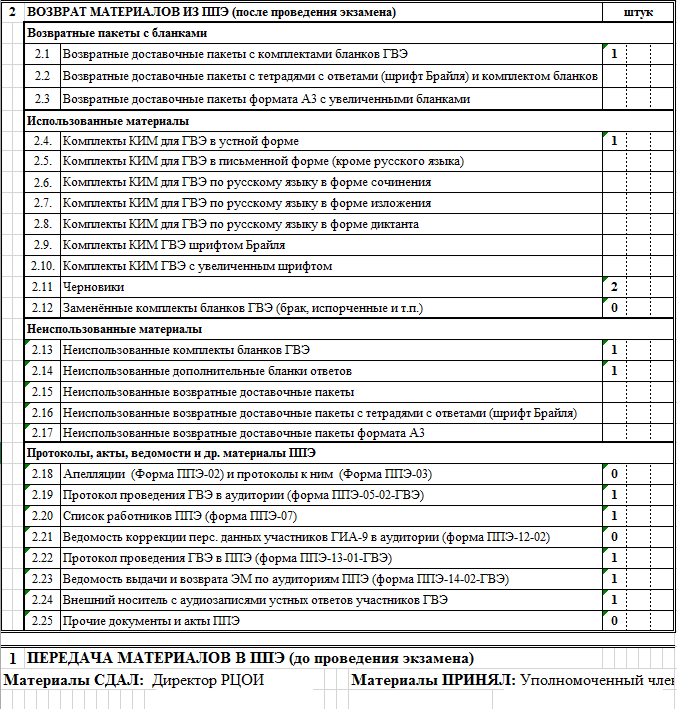 2 ВОЗВРАТ МАТЕРИАЛОВ ИЗ ППЭ (после проведения экзамена) штук
Возвратные пакеты с бланками
2.1 Возвратные доставочные пакеты с комплектами бланков ГВЭ 1
2.2 Возвратные доставочные пакеты с тетрадями с ответами (шрифт Брайля) и комплектом бланков
2.3 Возвратные доставочные пакеты формата А3 с увеличенными бланками
Использованные материалы
2.4. Комплекты КИМ для ГВЭ в устной форме 1
2.5. Комплекты КИМ для ГВЭ в письменной форме (кроме русского языка)
2.6. Комплекты КИМ для ГВЭ по русскому языку в форме сочинения
2.7. Комплекты КИМ для ГВЭ по русскому языку в форме изложения
2.8. Комплекты КИМ для ГВЭ по русскому языку в форме диктанта
2.9. Комплекты КИМ ГВЭ шрифтом Брайля
2.10. Комплекты КИМ ГВЭ с увеличенным шрифтом
2.11 Черновики 2
2.12 Заменённые комплекты бланков ГВЭ (брак, испорченные и т.п.) 0
Неиспользованные материалы
2.13 Неиспользованные комплекты бланков ГВЭ 1
2.14 Неиспользованные дополнительные бланки ответов 1
2.15 Неиспользованные возвратные доставочные пакеты
2.16 Неиспользованные возвратные доставочные пакеты с тетрадями с ответами (шрифт Брайля)
2.17 Неиспользованные возвратные доставочные пакеты формата А3
Протоколы, акты, ведомости и др. материалы ППЭ
2.18 Апелляции (Форма ППЭ-02) и протоколы к ним (Форма ППЭ-03) 0
2.19 Протокол проведения ГВЭ в аудитории (форма ППЭ-05-02-ГВЭ) 1
2.20 Список работников ППЭ (форма ППЭ-07) 1
2.21 Ведомость коррекции перс. данных участников ГИА-9 в аудитории (форма ППЭ-12-02) 0
2.22 Протокол проведения ГВЭ в ППЭ (форма ППЭ-13-01-ГВЭ) 1
2.23 Ведомость выдачи и возврата ЭМ по аудиториям ППЭ (форма ППЭ-14-02-ГВЭ) 1
2.24 Внешний носитель с аудиозаписями устных ответов участников ГВЭ 1
2.25 Прочие документы и акты ППЭ 0
1 ПЕРЕДАЧА МАТЕРИАЛОВ В ППЭ (до проведения экзамена)
Материалы СДАЛ: Директор РЦОИ Материалы ПРИНЯЛ: Уполномоченный член